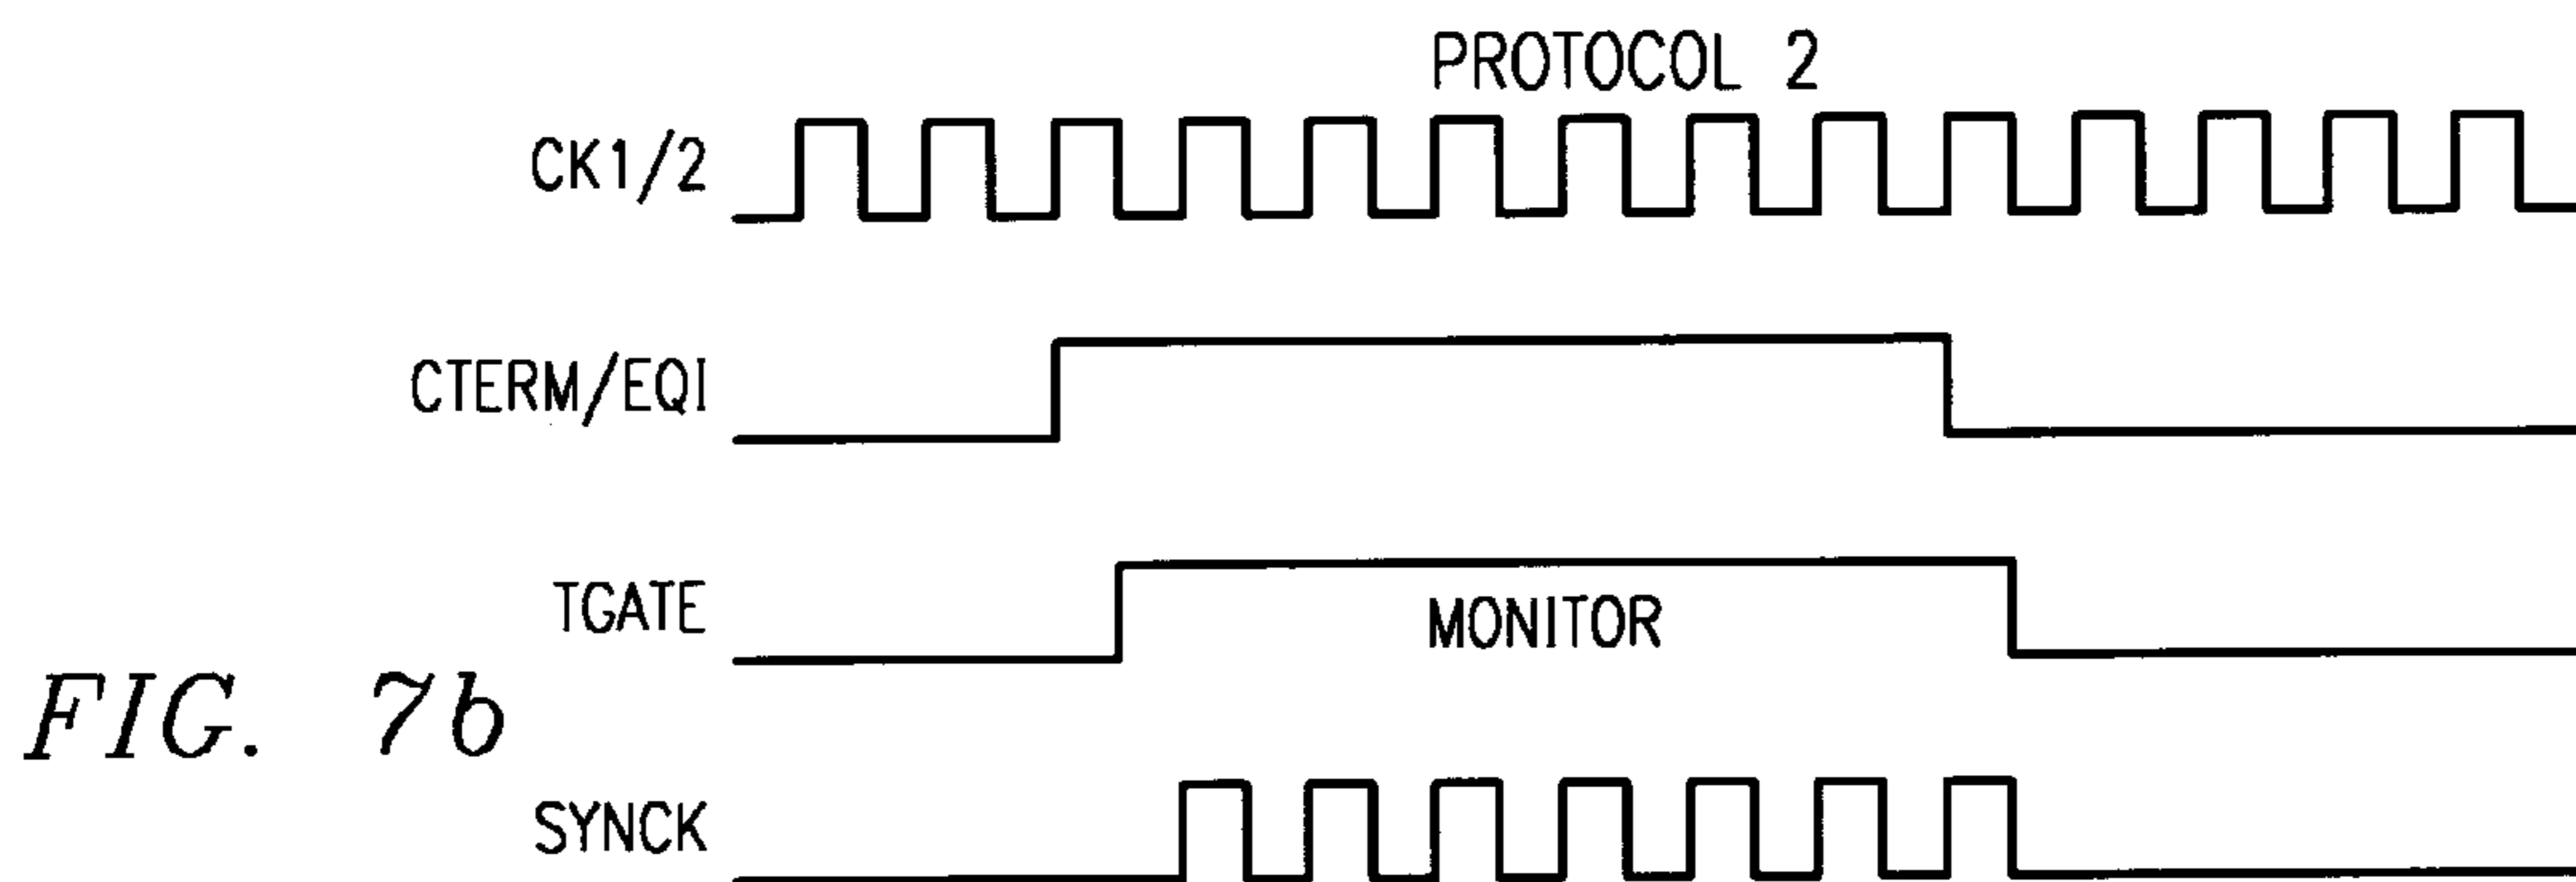 PROTOCOL 2
CK1/2
CTERM/EQI
TGATE
MONITOR
FIG. 7b
SYNCK